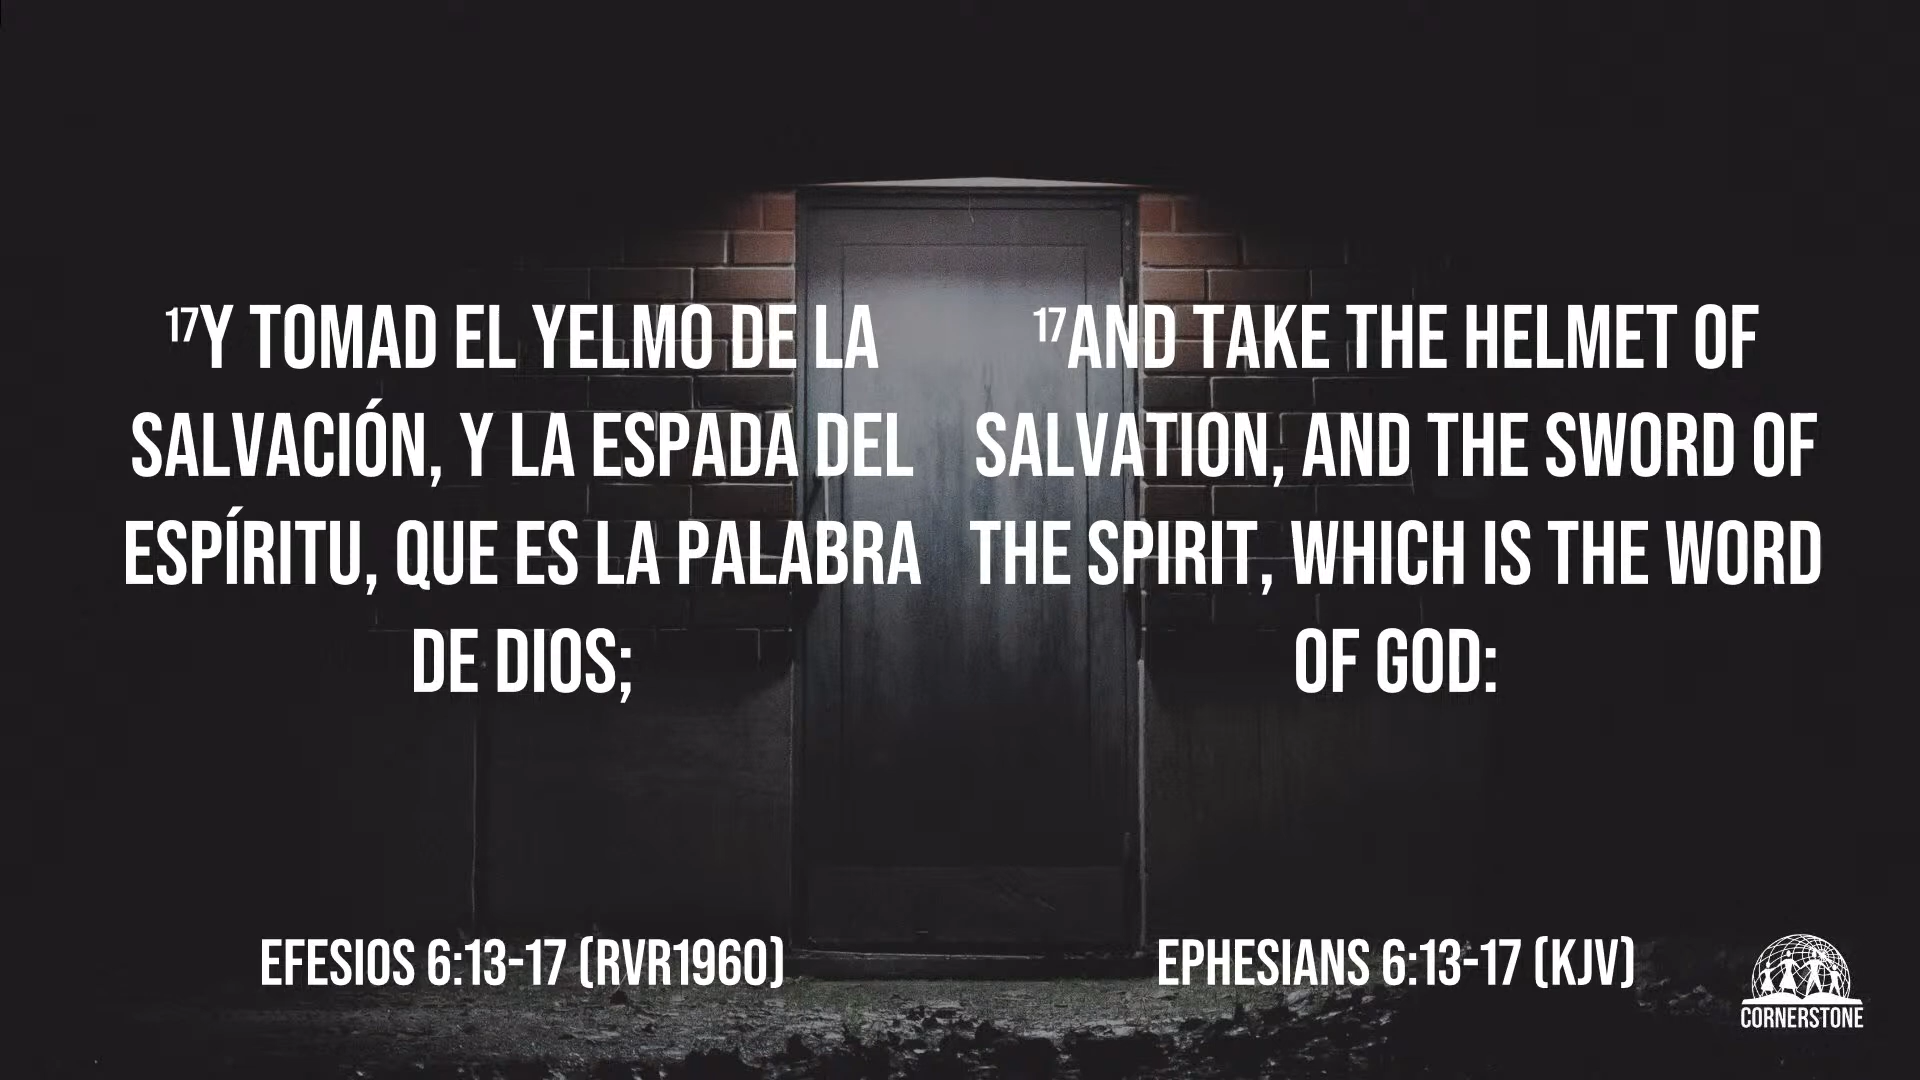 ¹⁷Y TOMAD EL YELMO DE LA
SALVACIÓN, Y LA ESPADA DEL
ESPÍRITU, QUE ES LA PALABRA
DE DIOS;
EFESIOS 6:13-17 (RVR1960)
¹⁷AND TAKE THE HELMET OF
SALVATION, AND THE SWORD OF
THE SPIRIT, WHICH IS THE WORD
OF GOD:
EPHESIANS 6:13-17 (KJV)
CORNERSTONE